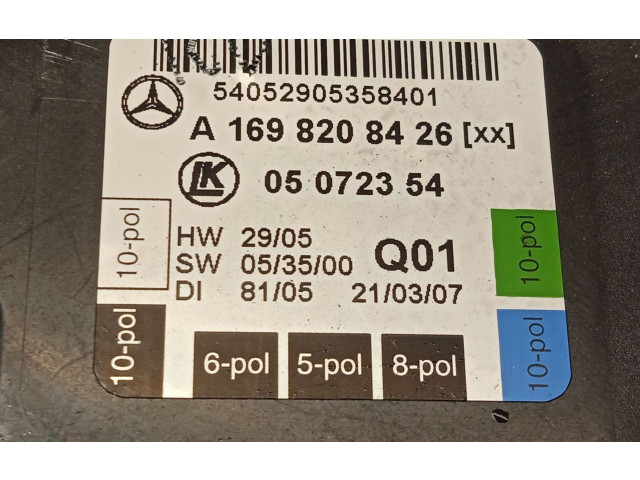 54052905358401
A 169 820 84 26 [xx]
LK
05 0723 54
HW 29/05
SW 05/35/00
DI 81/05 21/03/07
Q01
10-pol
10-pol
10-pol
6-pol
5-pol
8-pol
10-pol